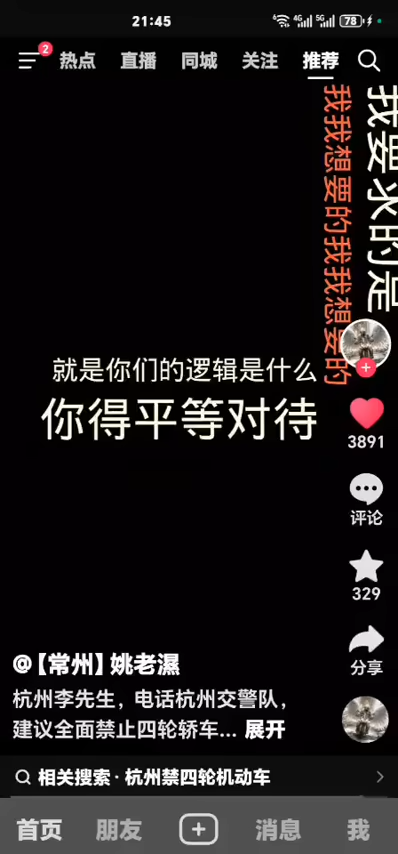 21:45
6 4G 5G 78
2
热点 直播 同城 关注 推荐
我要求的是
我我想要的我我想要的
就是你们的逻辑是什么
你得平等对待
3891
评论
329
分享
@【常州】姚老濕
杭州李先生，电话杭州交警队，
建议全面禁止四轮轿车... 展开
相关搜索 · 杭州禁四轮机动车
首页 朋友 消息 我